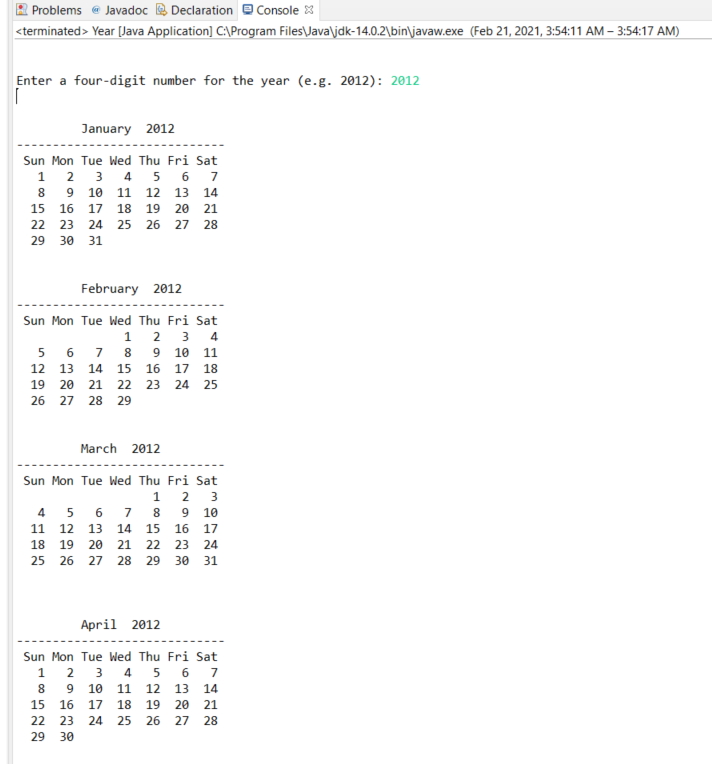 Problems @ Javadoc Declaration Console
<terminated> Year [Java Application] C:\Program Files\Java\jdk-14.0.2\bin\javaw.exe (Feb 21, 2021, 3:54:11 AM – 3:54:17 AM)
Enter a four-digit number for the year (e.g. 2012): 2012
         January  2012
-----------------------------
 Sun Mon Tue Wed Thu Fri Sat
   1   2   3   4   5   6   7
   8   9  10  11  12  13  14
  15  16  17  18  19  20  21
  22  23  24  25  26  27  28
  29  30  31
         February  2012
-----------------------------
 Sun Mon Tue Wed Thu Fri Sat
               1   2   3   4
   5   6   7   8   9  10  11
  12  13  14  15  16  17  18
  19  20  21  22  23  24  25
  26  27  28  29
         March  2012
-----------------------------
 Sun Mon Tue Wed Thu Fri Sat
                   1   2   3
   4   5   6   7   8   9  10
  11  12  13  14  15  16  17
  18  19  20  21  22  23  24
  25  26  27  28  29  30  31
         April  2012
-----------------------------
 Sun Mon Tue Wed Thu Fri Sat
   1   2   3   4   5   6   7
   8   9  10  11  12  13  14
  15  16  17  18  19  20  21
  22  23  24  25  26  27  28
  29  30